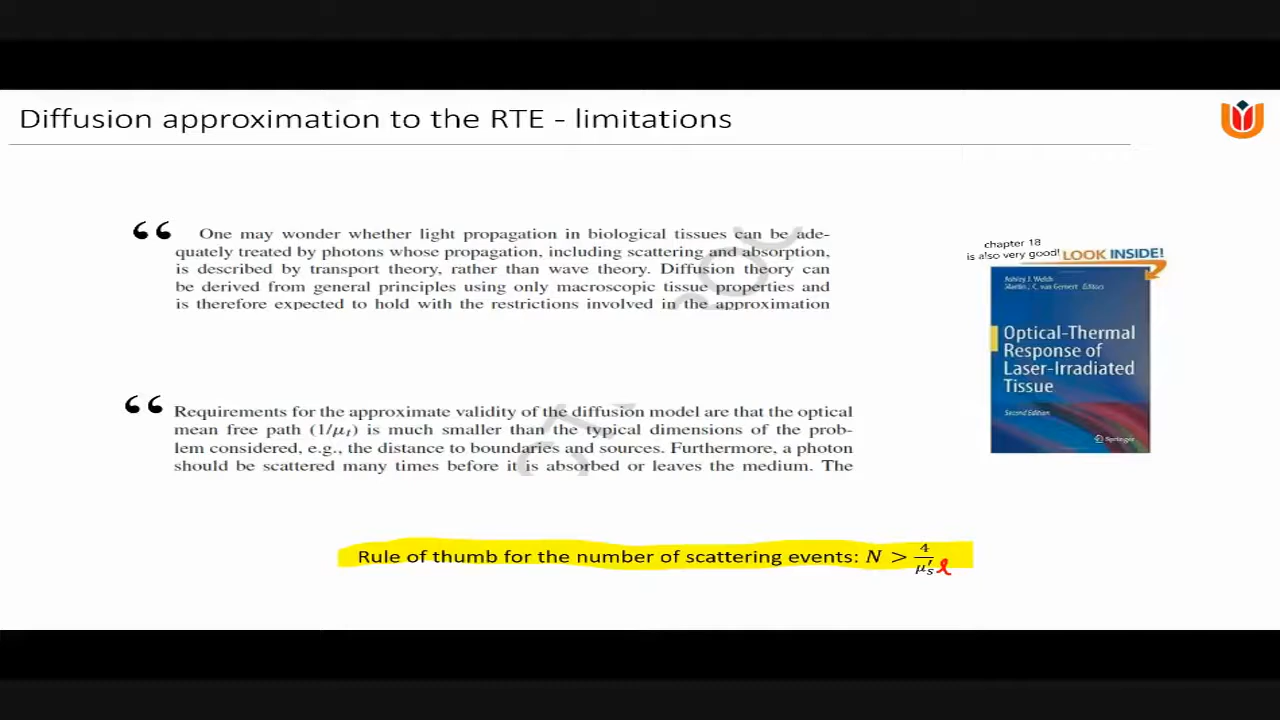 Diffusion approximation to the RTE - limitations
“ One may wonder whether light propagation in biological tissues can be ade-
quately treated by photons whose propagation, including scattering and absorption,
is described by transport theory, rather than wave theory. Diffusion theory can
be derived from general principles using only macroscopic tissue properties and
is therefore expected to hold with the restrictions involved in the approximation
chapter 18
is also very good!
LOOK INSIDE!
Ashley J. Welch
Martin J. C. van Gemert Editors
Optical-Thermal
Response of
Laser-Irradiated
Tissue
Second Edition
Springer
“ Requirements for the approximate validity of the diffusion model are that the optical
mean free path (1/μt) is much smaller than the typical dimensions of the prob-
lem considered, e.g., the distance to boundaries and sources. Furthermore, a photon
should be scattered many times before it is absorbed or leaves the medium. The
Rule of thumb for the number of scattering events: N > 4/μs′ l